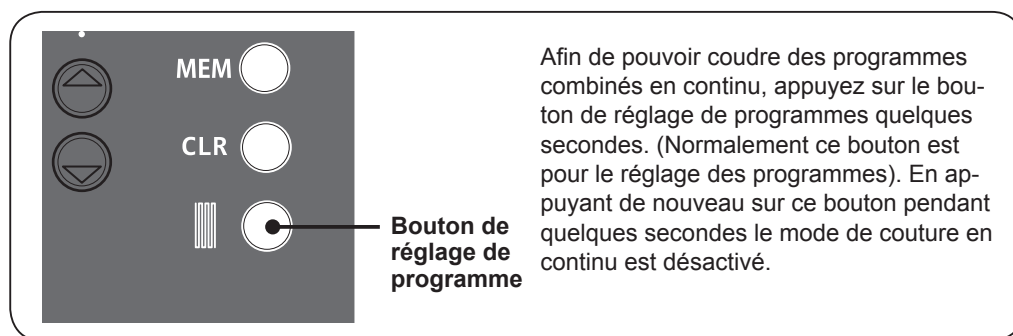 MEM
CLR
Bouton de
réglage de
programme
Afin de pouvoir coudre des programmes
combinés en continu, appuyez sur le bou-
ton de réglage de programmes quelques
secondes. (Normalement ce bouton est
pour le réglage des programmes). En ap-
puyant de nouveau sur ce bouton pendant
quelques secondes le mode de couture en
continu est désactivé.